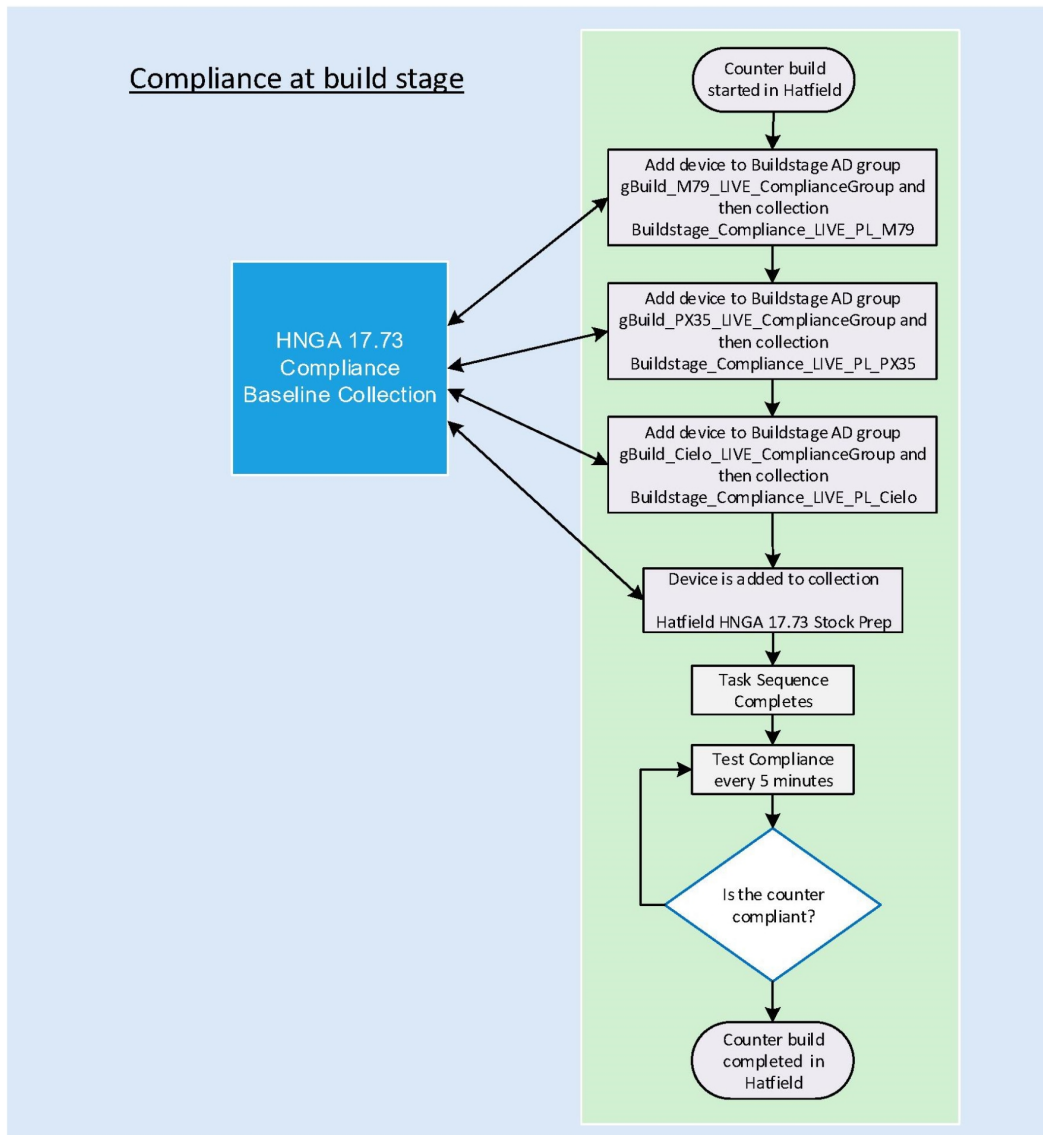 Compliance at build stage
Counter build
started in Hatfield
Add device to Buildstage AD group
gBuild_M79_LIVE_ComplianceGroup and
then collection
Buildstage_Compliance_LIVE_PL_M79
HNGA 17.73
Compliance
Baseline Collection
Add device to Buildstage AD group
gBuild_PX35_LIVE_ComplianceGroup and
then collection
Buildstage_Compliance_LIVE_PL_PX35
Add device to Buildstage AD group
gBuild_Cielo_LIVE_ComplianceGroup and
then collection
Buildstage_Compliance_LIVE_PL_Cielo
Device is added to collection
Hatfield HNGA 17.73 Stock Prep
Task Sequence
Completes
Test Compliance
every 5 minutes
Is the counter
compliant?
Counter build
completed in
Hatfield